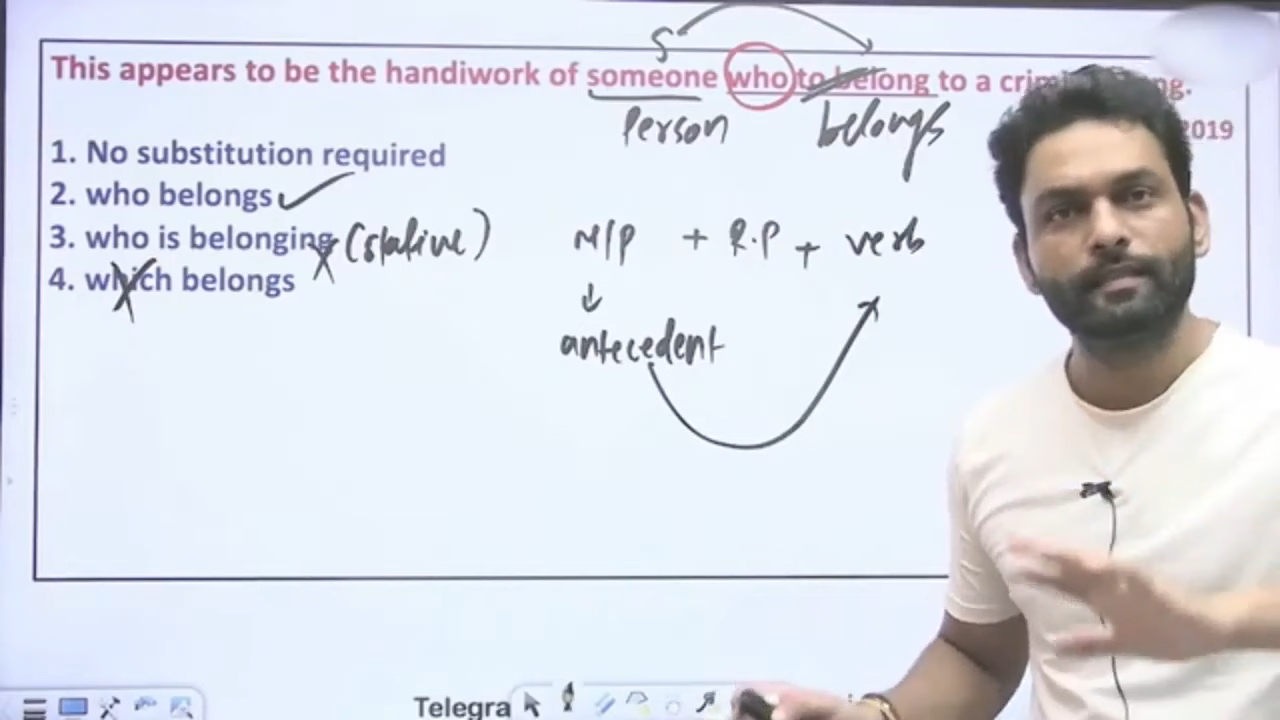 S
This appears to be the handiwork of someone who to belong to a
Person belongs
2019
1. No substitution required
2. who belongs
3. who is belonging (stative)
4. which belongs
N/P + R.P + verb
antecedent
Telegra